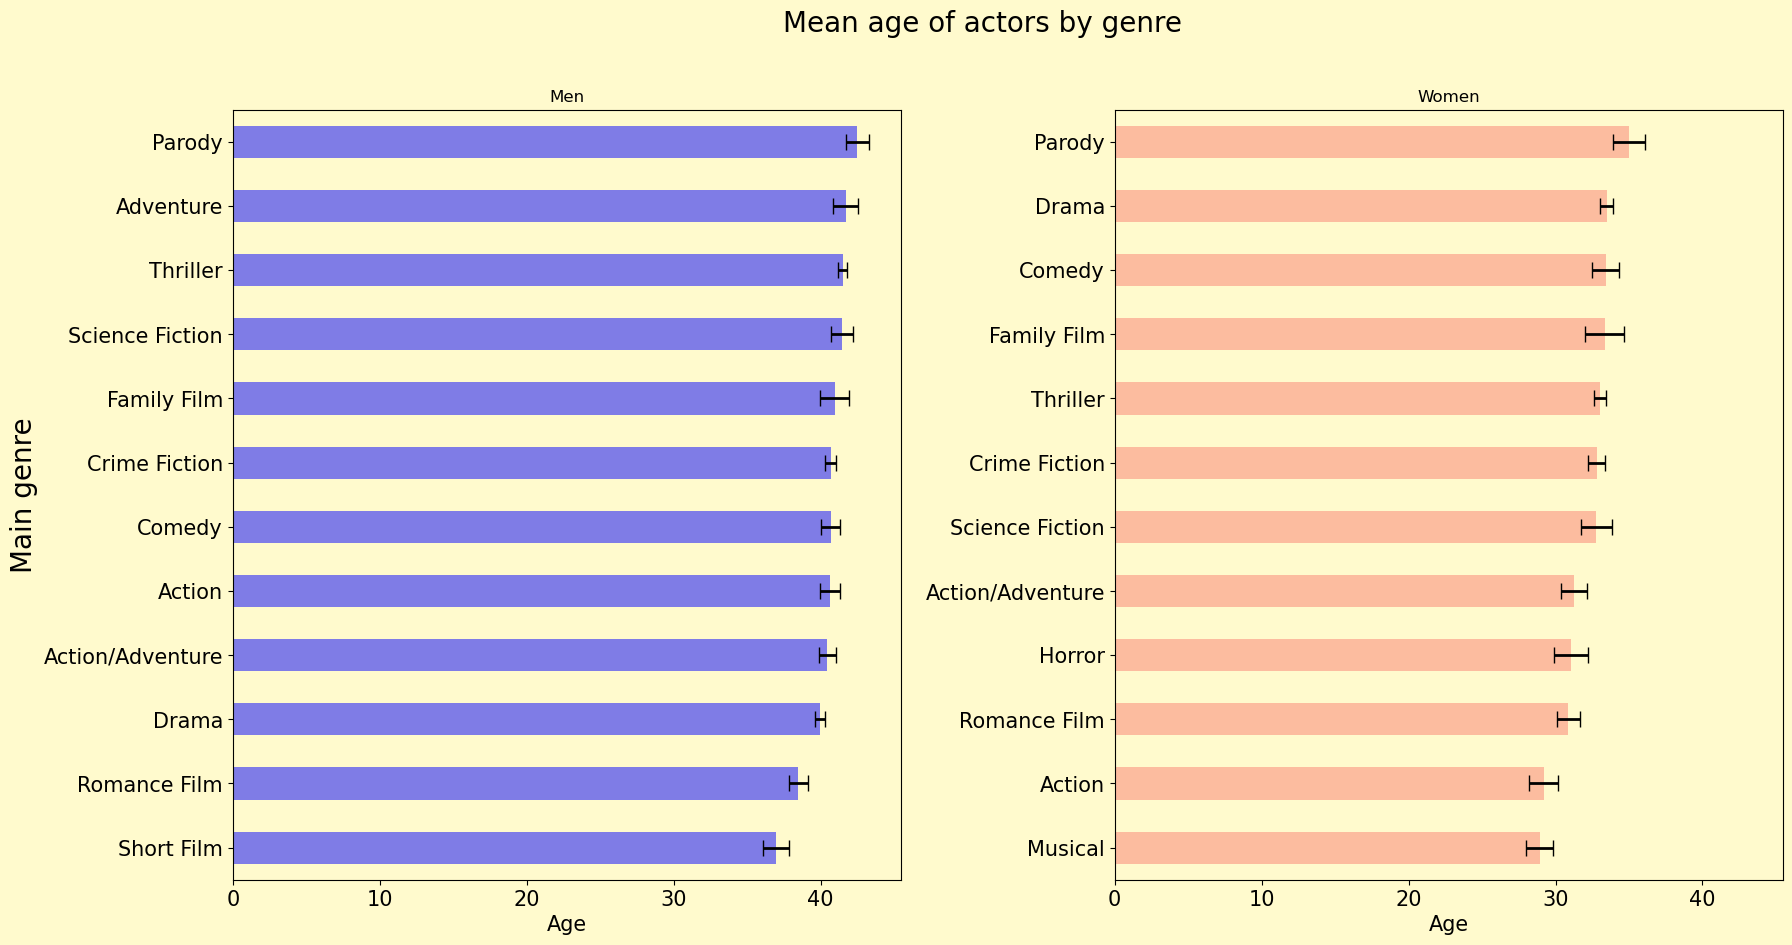 Mean age of actors by genre
Men
Main genre
Parody
Adventure
Thriller
Science Fiction
Family Film
Crime Fiction
Comedy
Action
Action/Adventure
Drama
Romance Film
Short Film
0 10 20 30 40
Age
Women
Parody
Drama
Comedy
Family Film
Thriller
Crime Fiction
Science Fiction
Action/Adventure
Horror
Romance Film
Action
Musical
0 10 20 30 40
Age